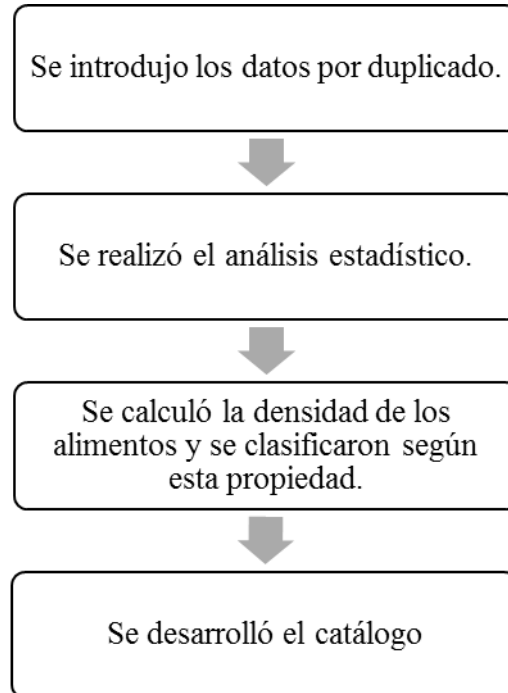 Se introdujo los datos por duplicado.
Se realizó el análisis estadístico.
Se calculó la densidad de los
alimentos y se clasificaron según
esta propiedad.
Se desarrolló el catálogo